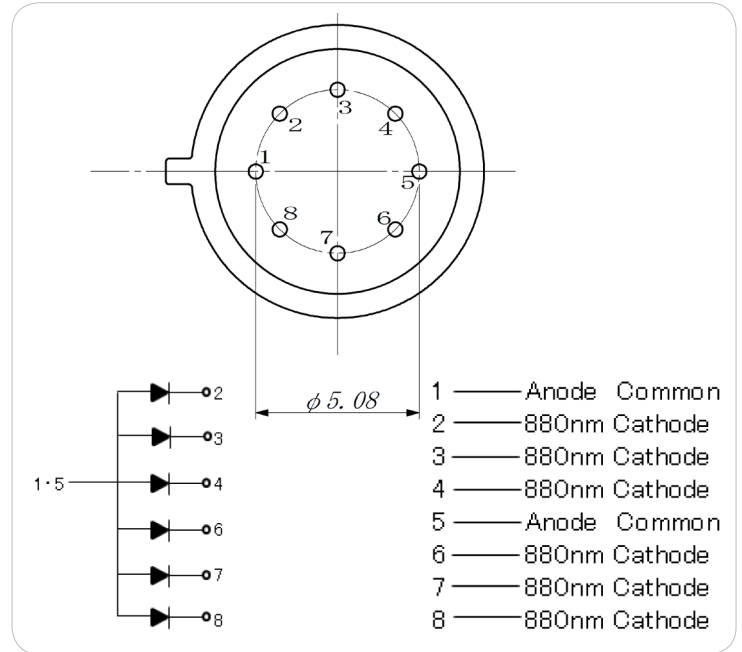 3
2
4
1
5
8
6
7
φ5.08
2
3
1·5
4
6
7
8
1 Anode Common
2 880nm Cathode
3 880nm Cathode
4 880nm Cathode
5 Anode Common
6 880nm Cathode
7 880nm Cathode
8 880nm Cathode